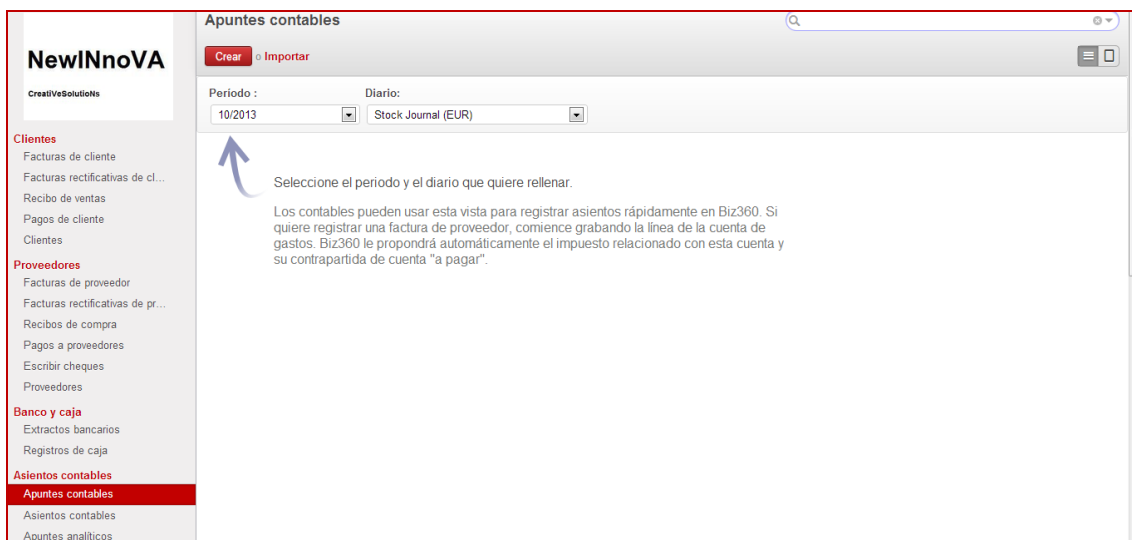 NewINnoVA
CreatiVeSolutioNs
Clientes
Facturas de cliente
Facturas rectificativas de cl...
Recibo de ventas
Pagos de cliente
Clientes
Proveedores
Facturas de proveedor
Facturas rectificativas de pr...
Recibos de compra
Pagos a proveedores
Escribir cheques
Proveedores
Banco y caja
Extractos bancarios
Registros de caja
Asientos contables
Apuntes contables
Asientos contables
Apuntes analíticos
Apuntes contables
Crear o Importar
Período : Diario:
10/2013 Stock Journal (EUR)
Seleccione el periodo y el diario que quiere rellenar.
Los contables pueden usar esta vista para registrar asientos rápidamente en Biz360. Si
quiere registrar una factura de proveedor, comience grabando la línea de la cuenta de
gastos. Biz360 le propondrá automáticamente el impuesto relacionado con esta cuenta y
su contrapartida de cuenta "a pagar".